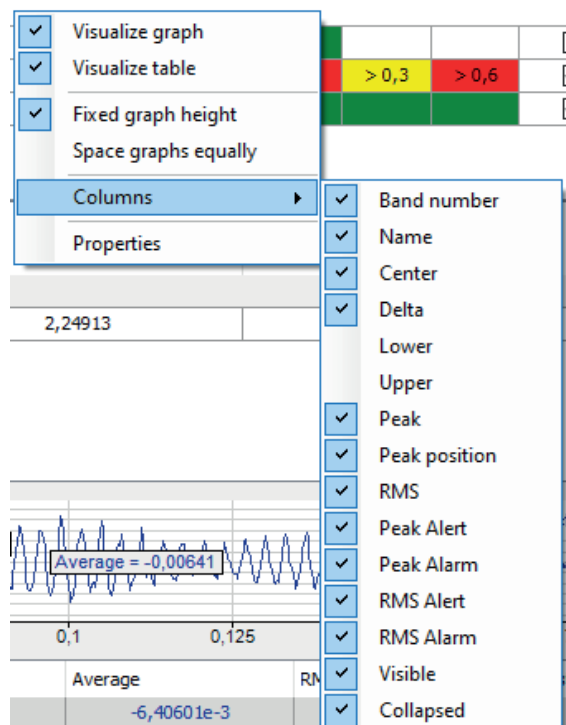 Visualize graph
Visualize table
> 0,3 > 0,6
Fixed graph height
Space graphs equally
Columns
Properties
Band number
Name
Center
Delta
Lower
Upper
Peak
Peak position
RMS
Peak Alert
Peak Alarm
RMS Alert
RMS Alarm
Visible
Collapsed
2,24913
Average = -0,00641
0,1 0,125
Average
-6,40601e-3